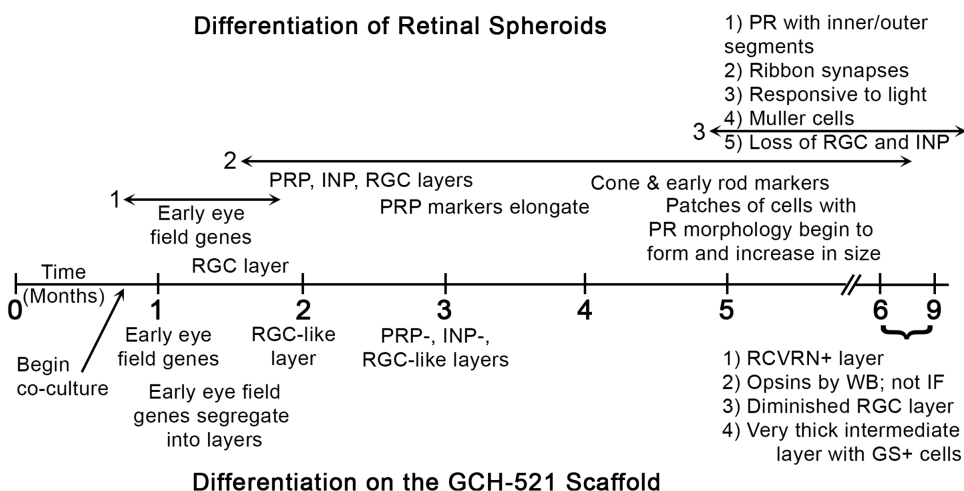 Differentiation of Retinal Spheroids
1) PR with inner/outer
segments
2) Ribbon synapses
3) Responsive to light
4) Muller cells
3
5) Loss of RGC and INP
2
PRP, INP, RGC layers
Cone & early rod markers
1
PRP markers elongate
Patches of cells with
PR morphology begin to
form and increase in size
Early eye
field genes
RGC layer
Time
(Months)
0
1
2
3
4
5
6
9
Begin
co-culture
Early eye
field genes
RGC-like
layer
PRP-, INP-,
RGC-like layers
Early eye field
genes segregate
into layers
1) RCVRN+ layer
2) Opsins by WB; not IF
3) Diminished RGC layer
4) Very thick intermediate
layer with GS+ cells
Differentiation on the GCH-521 Scaffold